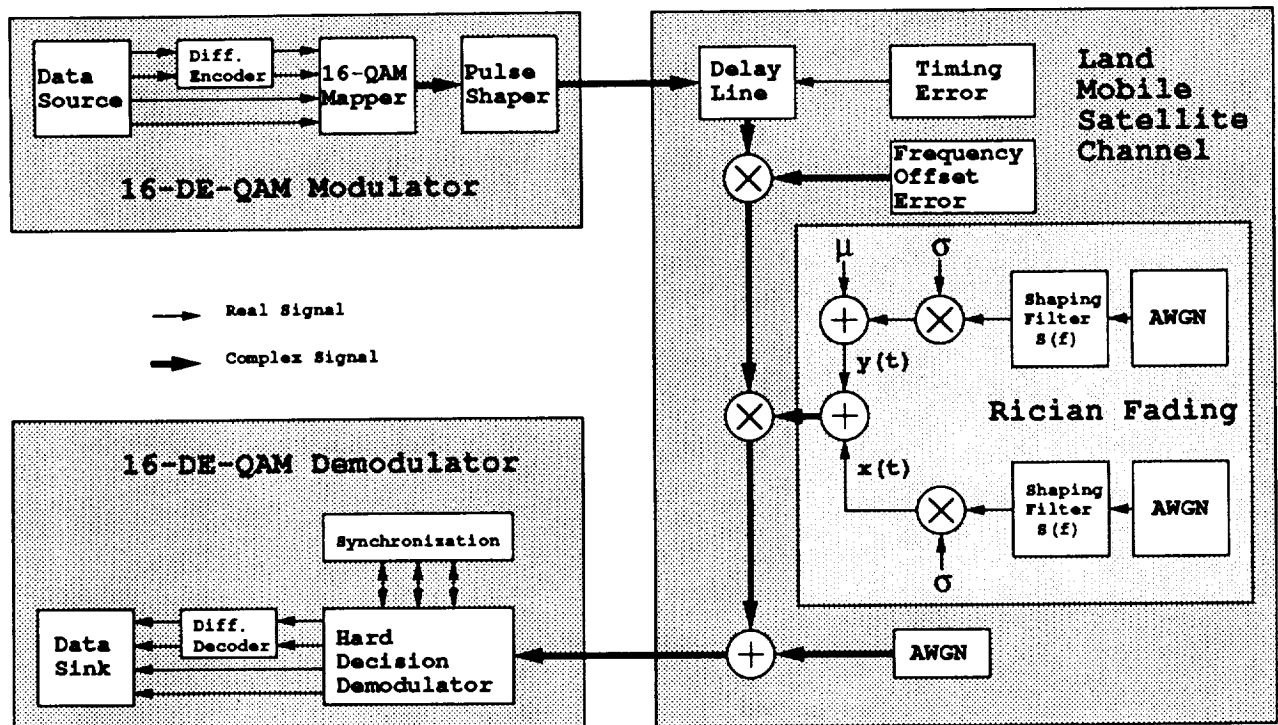 Data
Source
Diff.
Encoder
16-QAM
Mapper
Pulse
Shaper
16-DE-QAM Modulator
Real Signal
Complex Signal
Land
Mobile
Satellite
Channel
Delay
Line
Timing
Error
Frequency
Offset
Error
μ
σ
Shaping
Filter
S(f)
AWGN
y(t)
Rician Fading
x(t)
Shaping
Filter
S(f)
AWGN
σ
AWGN
16-DE-QAM Demodulator
Synchronization
Data
Sink
Diff.
Decoder
Hard
Decision
Demodulator